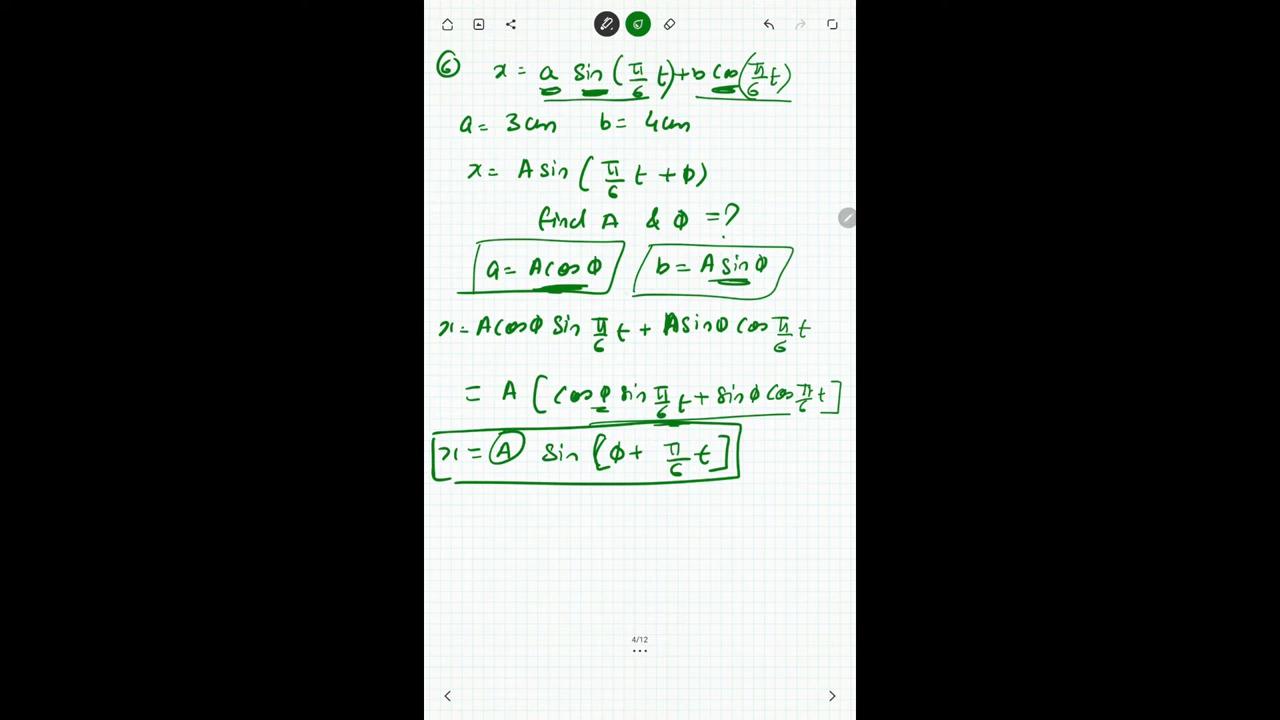 ⑥ x = a sin(π/6 t) + b cos(π/6 t)
a = 3cm b = 4cm
x = A sin(π/6 t + φ)
find A & φ = ?
a = A cos φ b = A sin φ
x = A cos φ sin π/6 t + A sin φ cos π/6 t
= A [cos φ sin π/6 t + sin φ cos π/6 t]
x = A sin [φ + π/6 t]
4/12